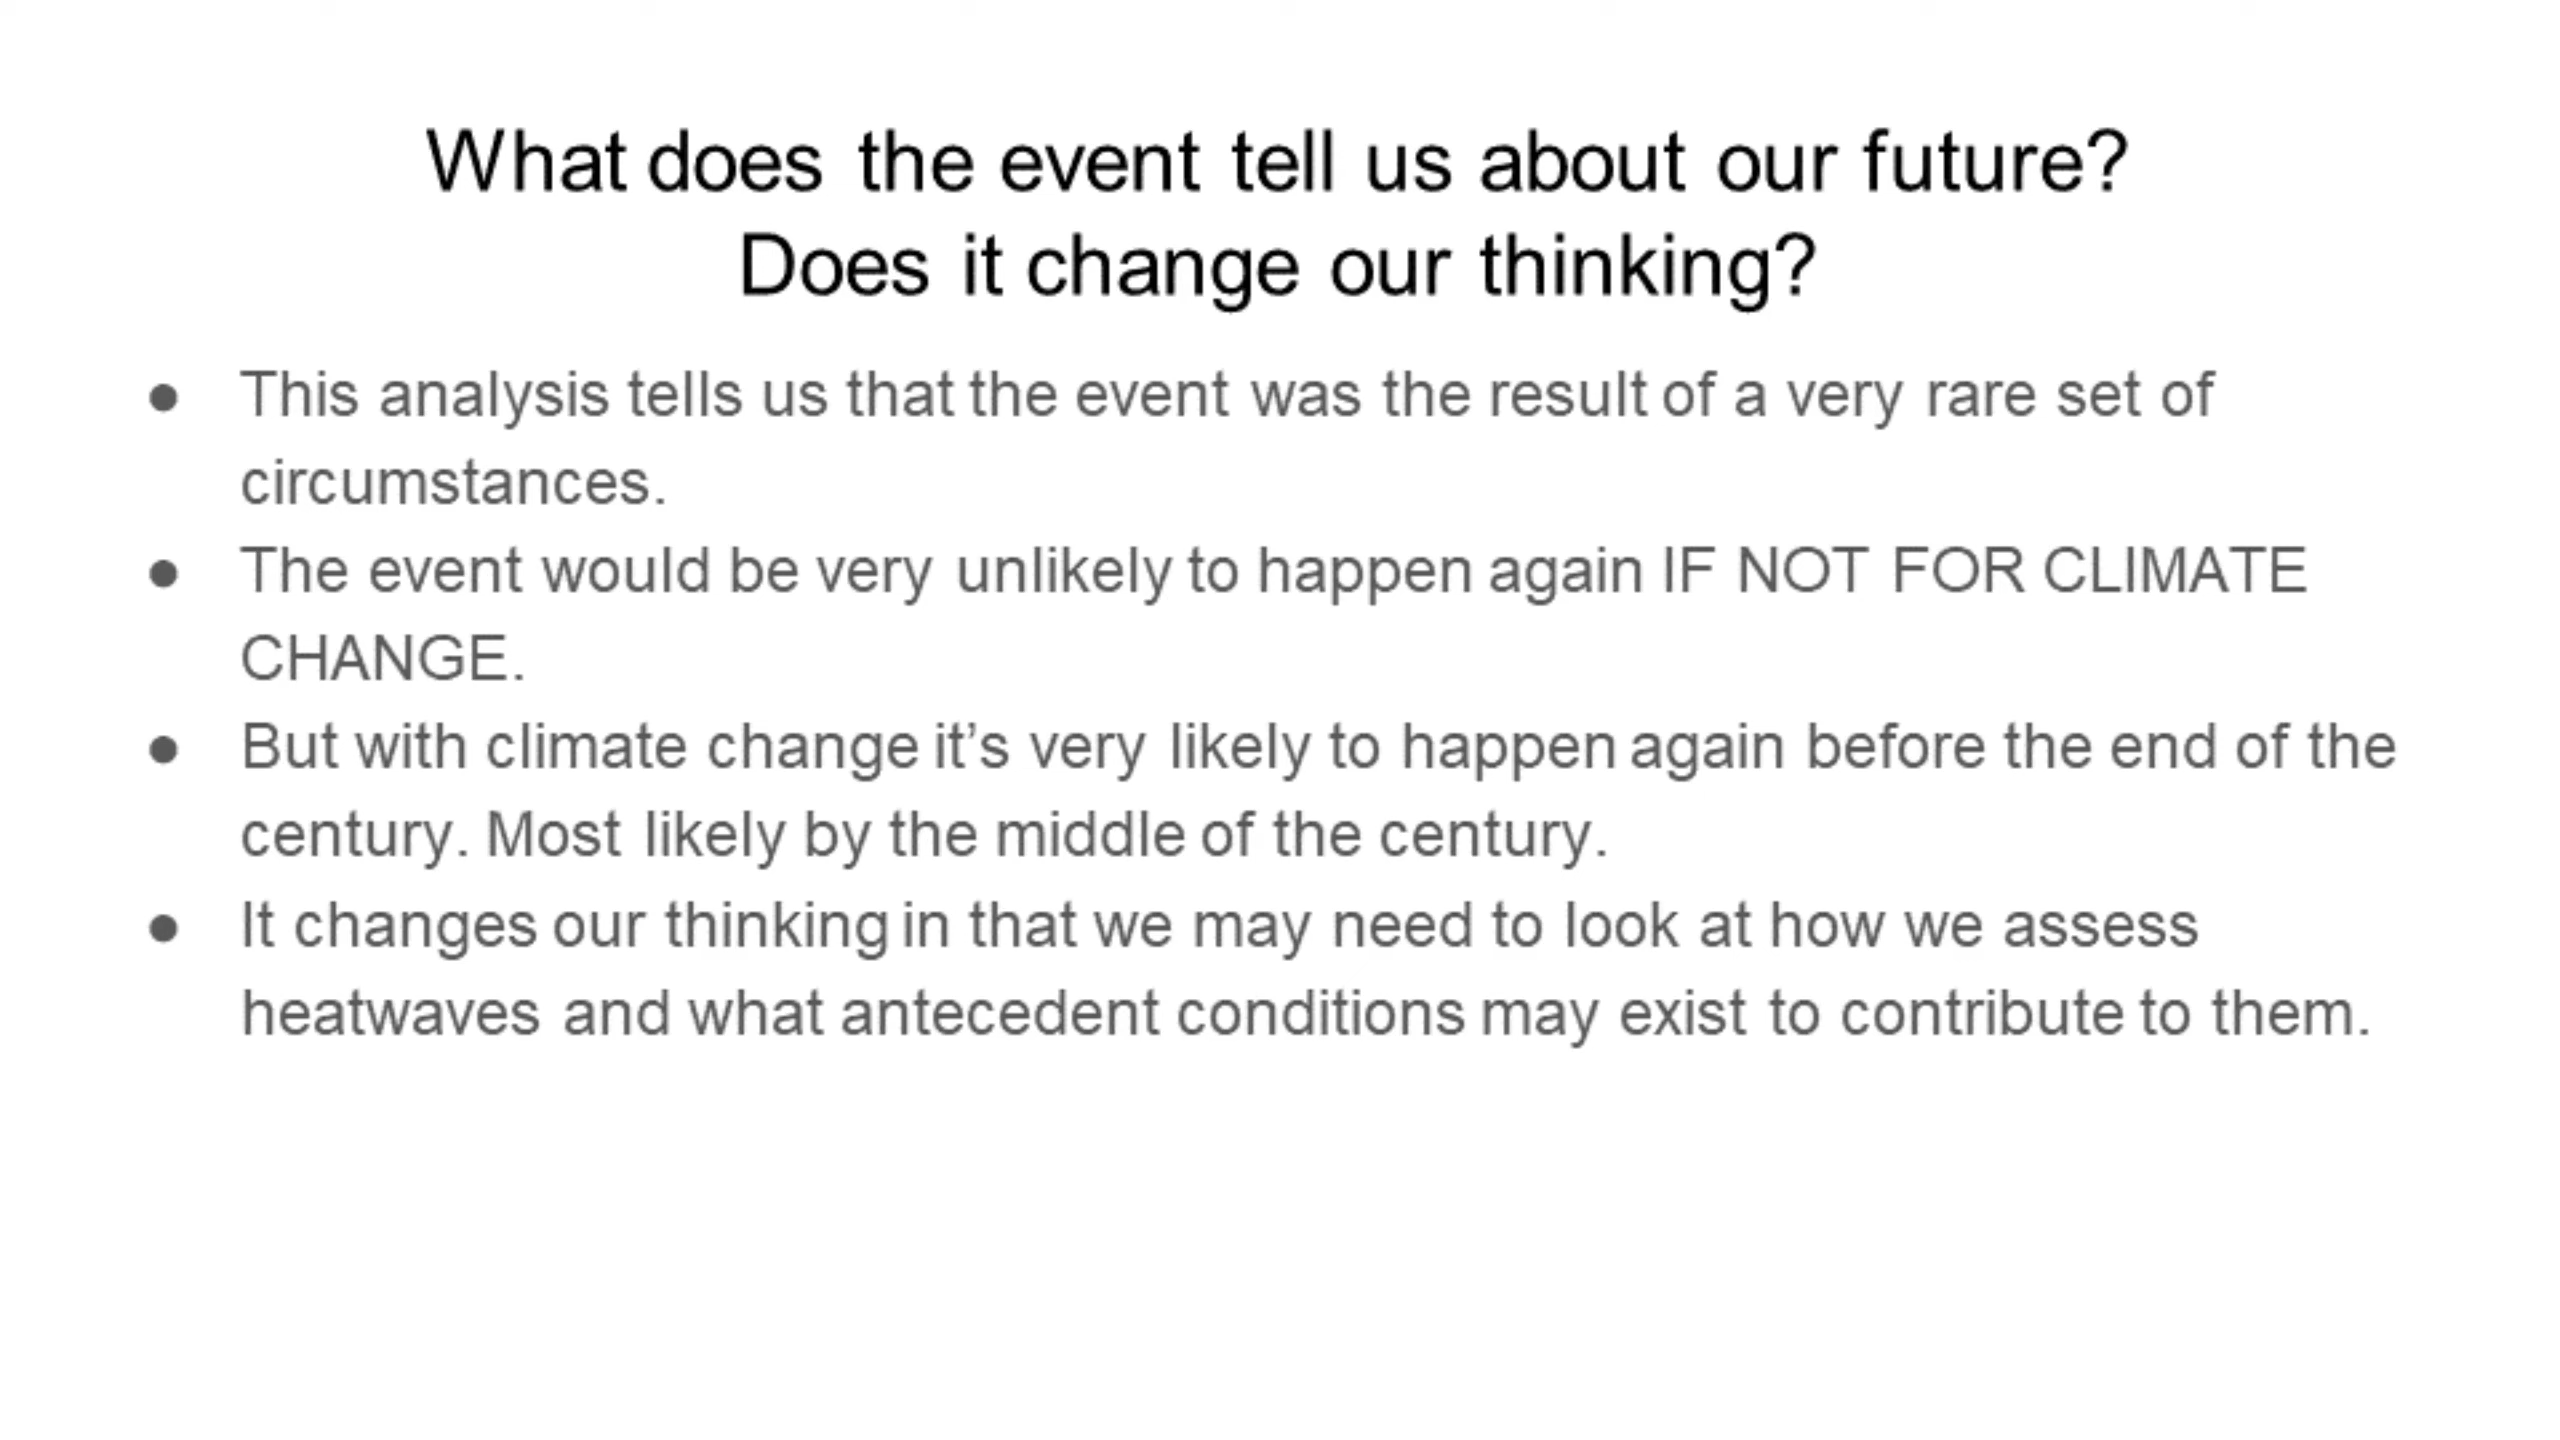 What does the event tell us about our future?
Does it change our thinking?
● This analysis tells us that the event was the result of a very rare set of
circumstances.
● The event would be very unlikely to happen again IF NOT FOR CLIMATE
CHANGE.
● But with climate change it’s very likely to happen again before the end of the
century. Most likely by the middle of the century.
● It changes our thinking in that we may need to look at how we assess
heatwaves and what antecedent conditions may exist to contribute to them.